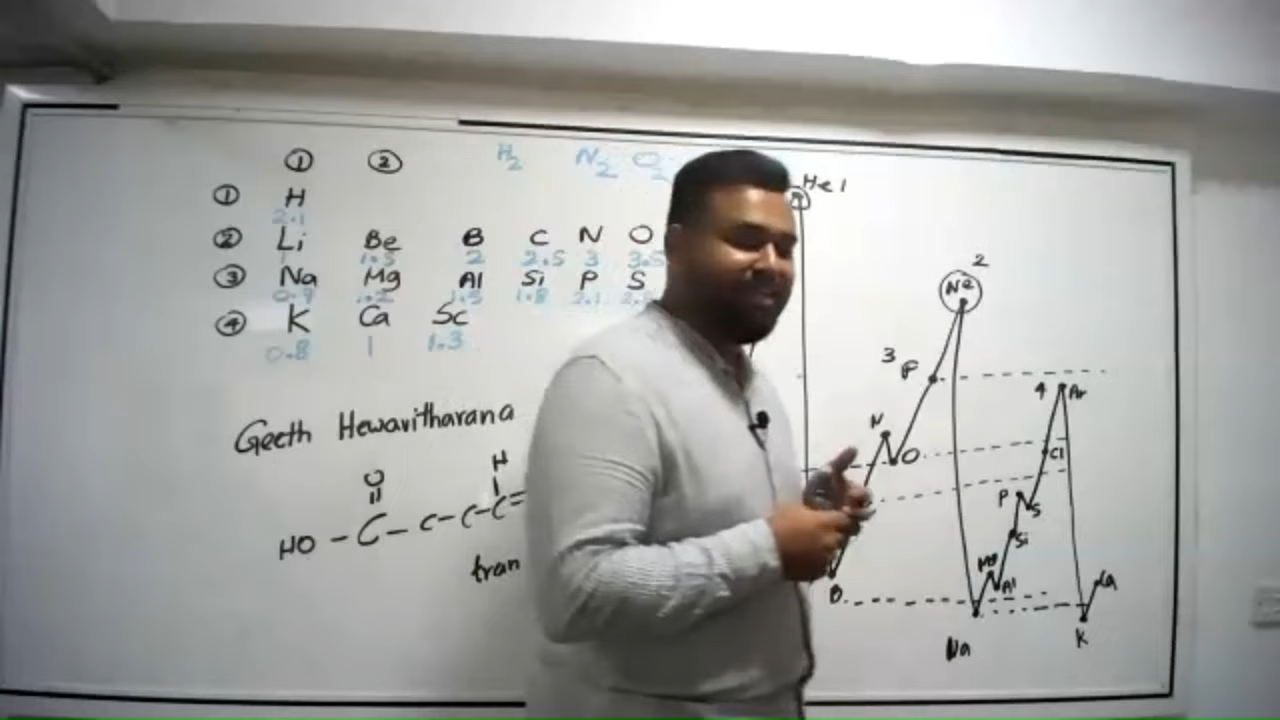 ① ② H₂ N₂ O₂
① H
2.1
② Li Be B C N O
1 1.5 2 2.5 3 3.5
③ Na Mg Al Si P S
0.9 1.2 1.5 1.8 2.1
④ K Ca Sc
0.8 1 1.3
Geeth Hewavitharana
O H
HO - C - C - C - C =
tran
He 1
2
Ne
3 F
4 Ar
N
O
Cl
P
S
Si
Mg
Al
Ca
B
Na
K